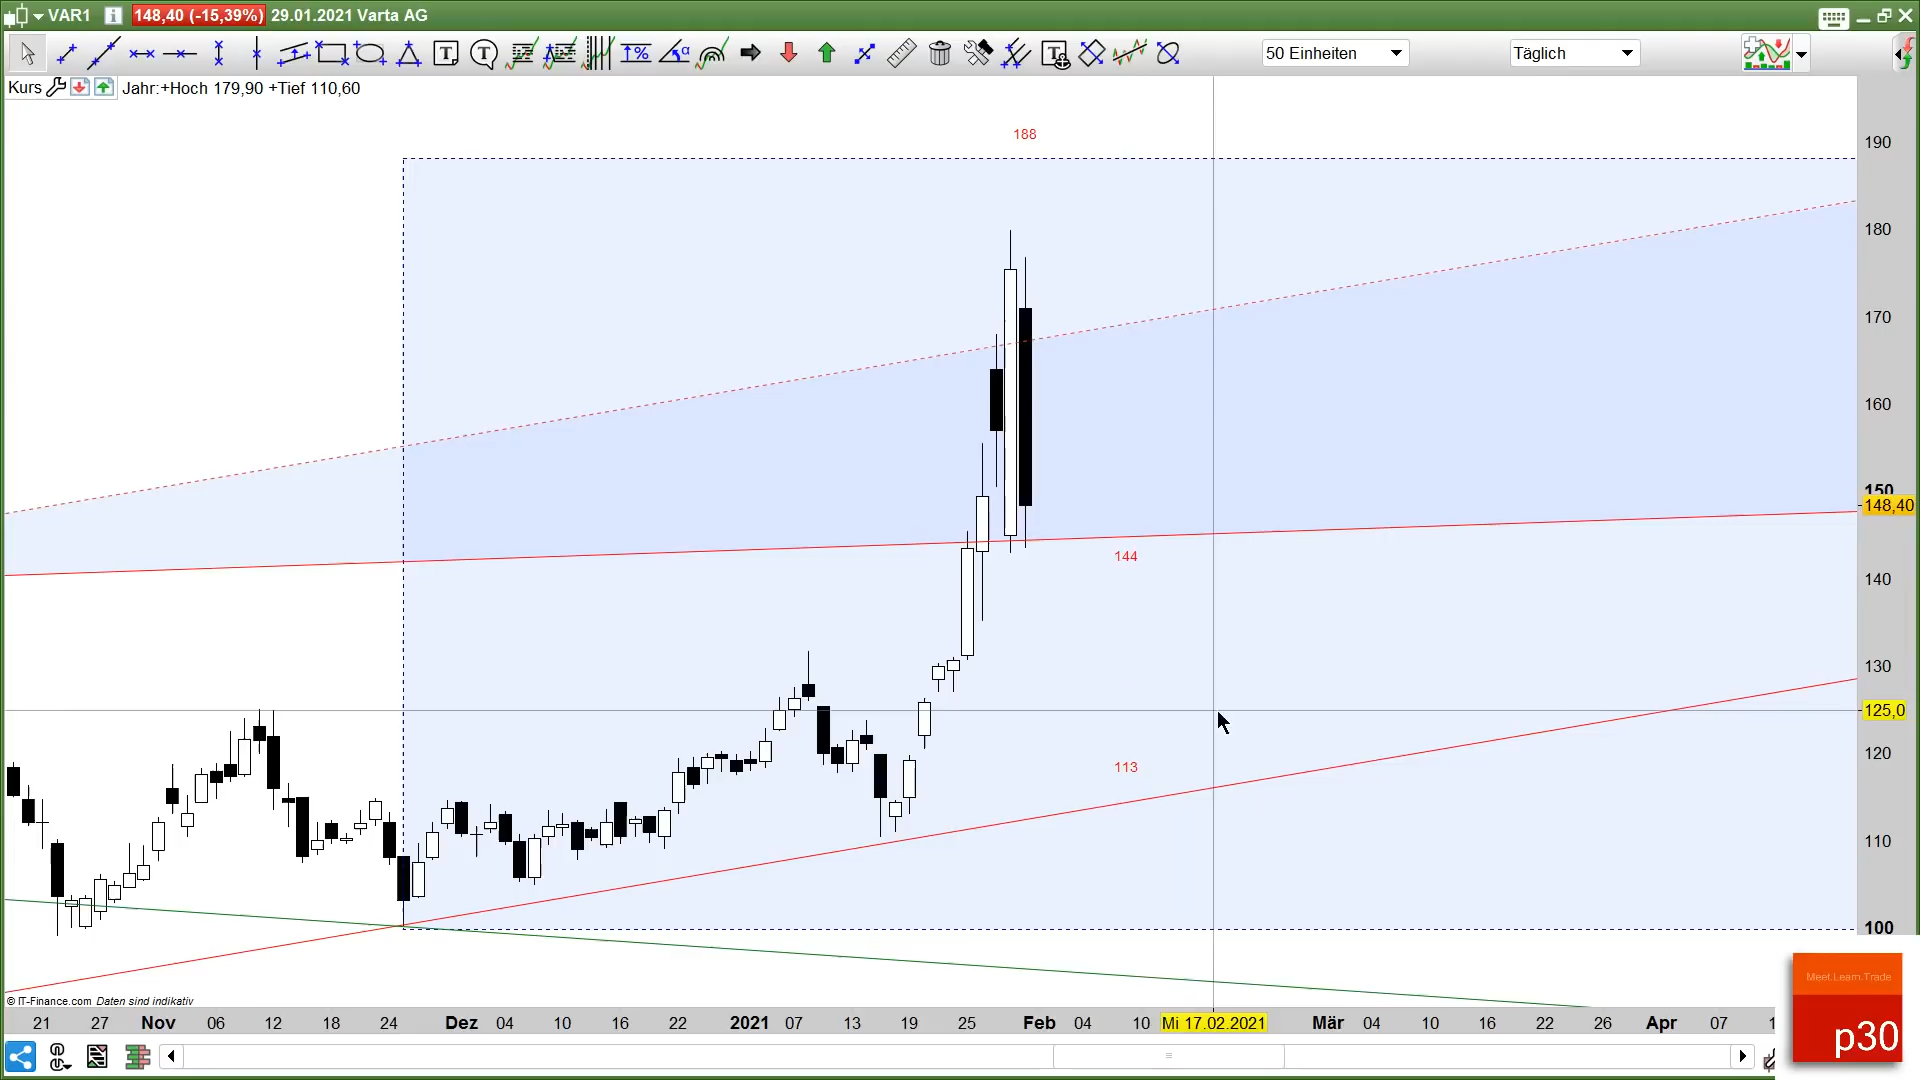 VAR1 148,40 (-15,39%) 29.01.2021 Varta AG
50 Einheiten Täglich
Kurs Jahr:+Hoch 179,90 +Tief 110,60
188
190
180
170
160
150
148,40
144
140
130
125,0
120
113
110
100
© IT-Finance.com Daten sind indikativ
21 27 Nov 06 12 18 24 Dez 04 10 16 22 2021 07 13 19 25 Feb 04 10 Mi 17.02.2021 Mär 04 10 16 22 26 Apr 07
Meet.Learn.Trade
p30